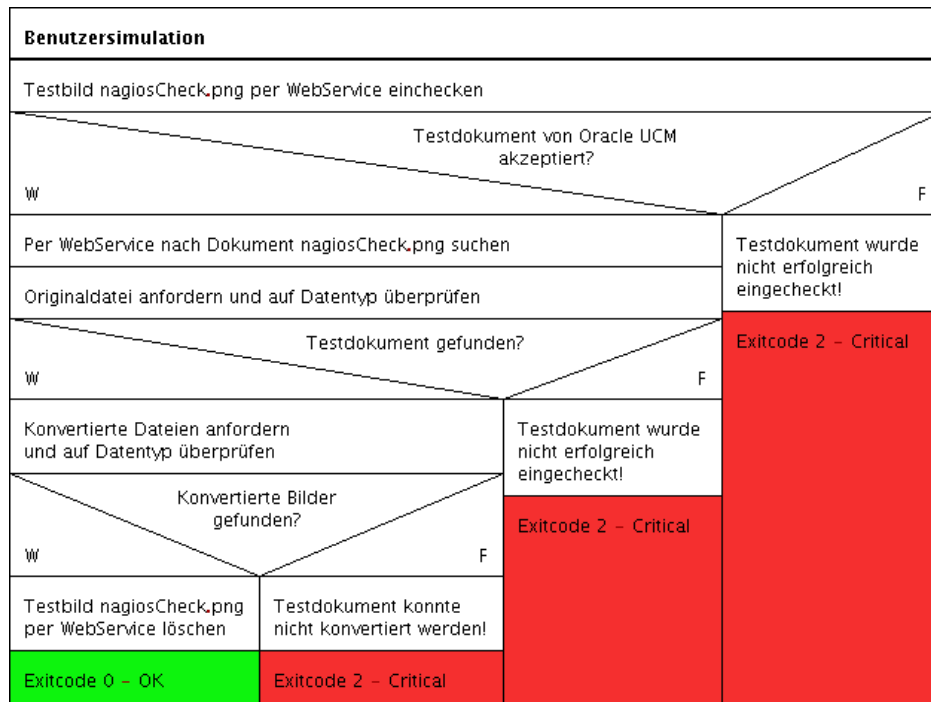 Benutzersimulation
Testbild nagiosCheck.png per WebService einchecken
Testdokument von Oracle UCM
akzeptiert?
W
F
Per WebService nach Dokument nagiosCheck.png suchen
Testdokument wurde
nicht erfolgreich
eingecheckt!
Originaldatei anfordern und auf Datentyp überprüfen
Exitcode 2 – Critical
Testdokument gefunden?
W
F
Konvertierte Dateien anfordern
und auf Datentyp überprüfen
Testdokument wurde
nicht erfolgreich
eingecheckt!
Konvertierte Bilder
gefunden?
Exitcode 2 – Critical
W
F
Testbild nagiosCheck.png
per WebService löschen
Testdokument konnte
nicht konvertiert werden!
Exitcode 0 – OK
Exitcode 2 – Critical